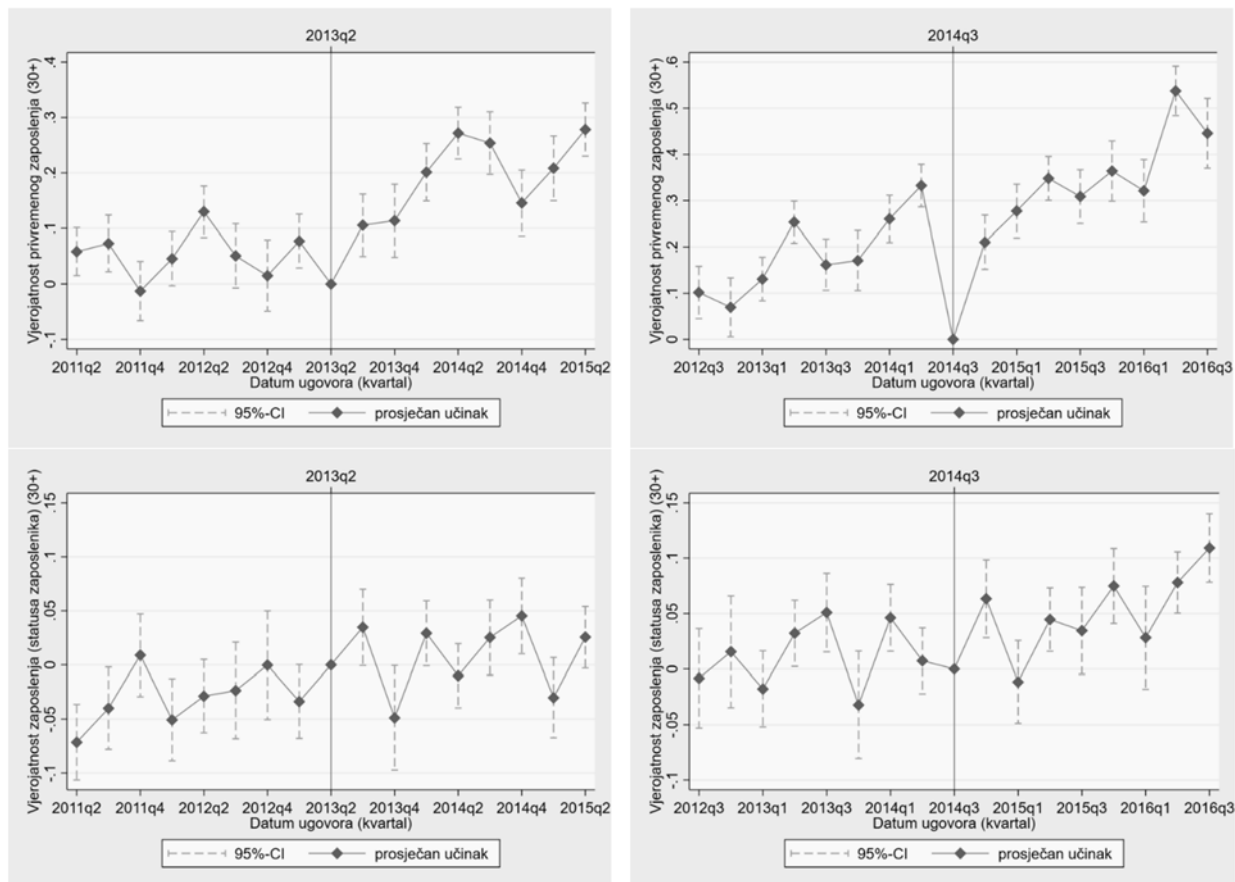 2013q2
Vjerojatnost privremenog zaposlenja (30+)
.4
.3
.2
.1
0
-.1
2011q2 2011q4 2012q2 2012q4 2013q2 2013q4 2014q2 2014q4 2015q2
Datum ugovora (kvartal)
95%-CI prosječan učinak
2014q3
Vjerojatnost privremenog zaposlenja (30+)
.6
.5
.4
.3
.2
.1
0
2012q3 2013q1 2013q3 2014q1 2014q3 2015q1 2015q3 2016q1 2016q3
Datum ugovora (kvartal)
95%-CI prosječan učinak
2013q2
Vjerojatnost zaposlenja (statusa zaposlenika) (30+)
.15
.1
.05
0
-.05
-.1
2011q2 2011q4 2012q2 2012q4 2013q2 2013q4 2014q2 2014q4 2015q2
Datum ugovora (kvartal)
95%-CI prosječan učinak
2014q3
Vjerojatnost zaposlenja (statusa zaposlenika) (30+)
.15
.1
.05
0
-.05
-.1
2012q3 2013q1 2013q3 2014q1 2014q3 2015q1 2015q3 2016q1 2016q3
Datum ugovora (kvartal)
95%-CI prosječan učinak